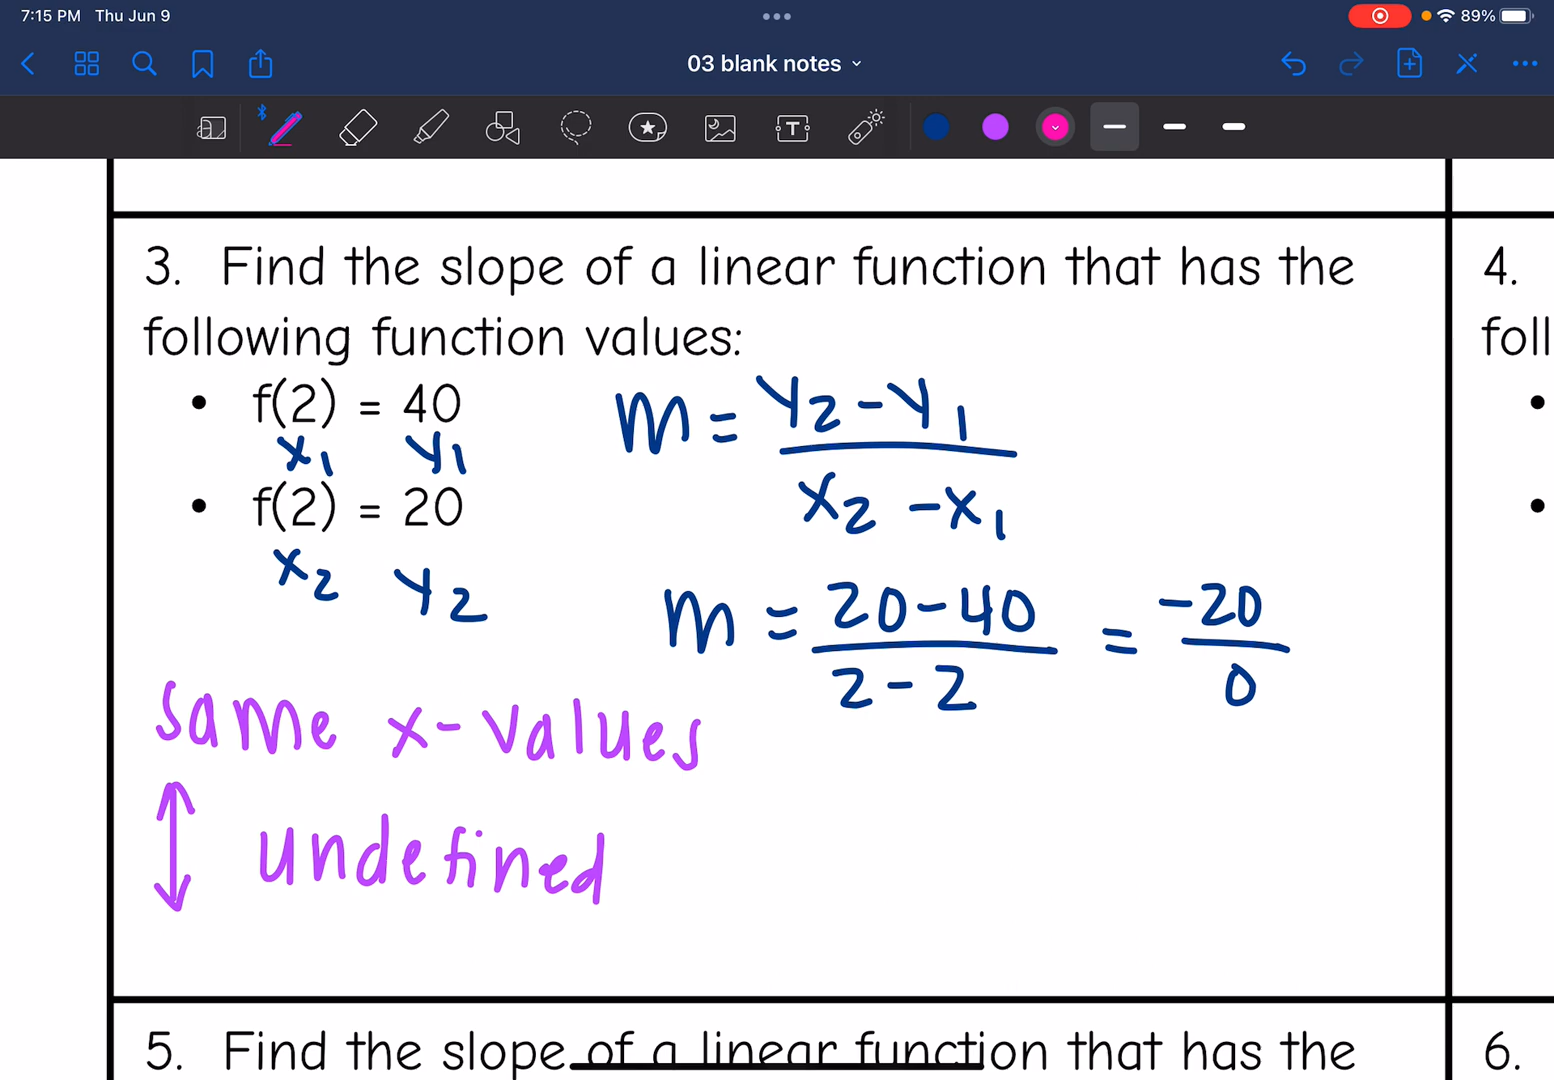 7:15 PM Thu Jun 9
89%
03 blank notes
T
3. Find the slope of a linear function that has the
following function values:
• f(2) = 40
x₁ y₁
• f(2) = 20
x₂ y₂
m = y₂ - y₁
x₂ - x₁
m = 20 - 40 = -20
2 - 2 0
same x-values
undefined
4.
foll
•
•
5. Find the slope of a linear function that has the
6.